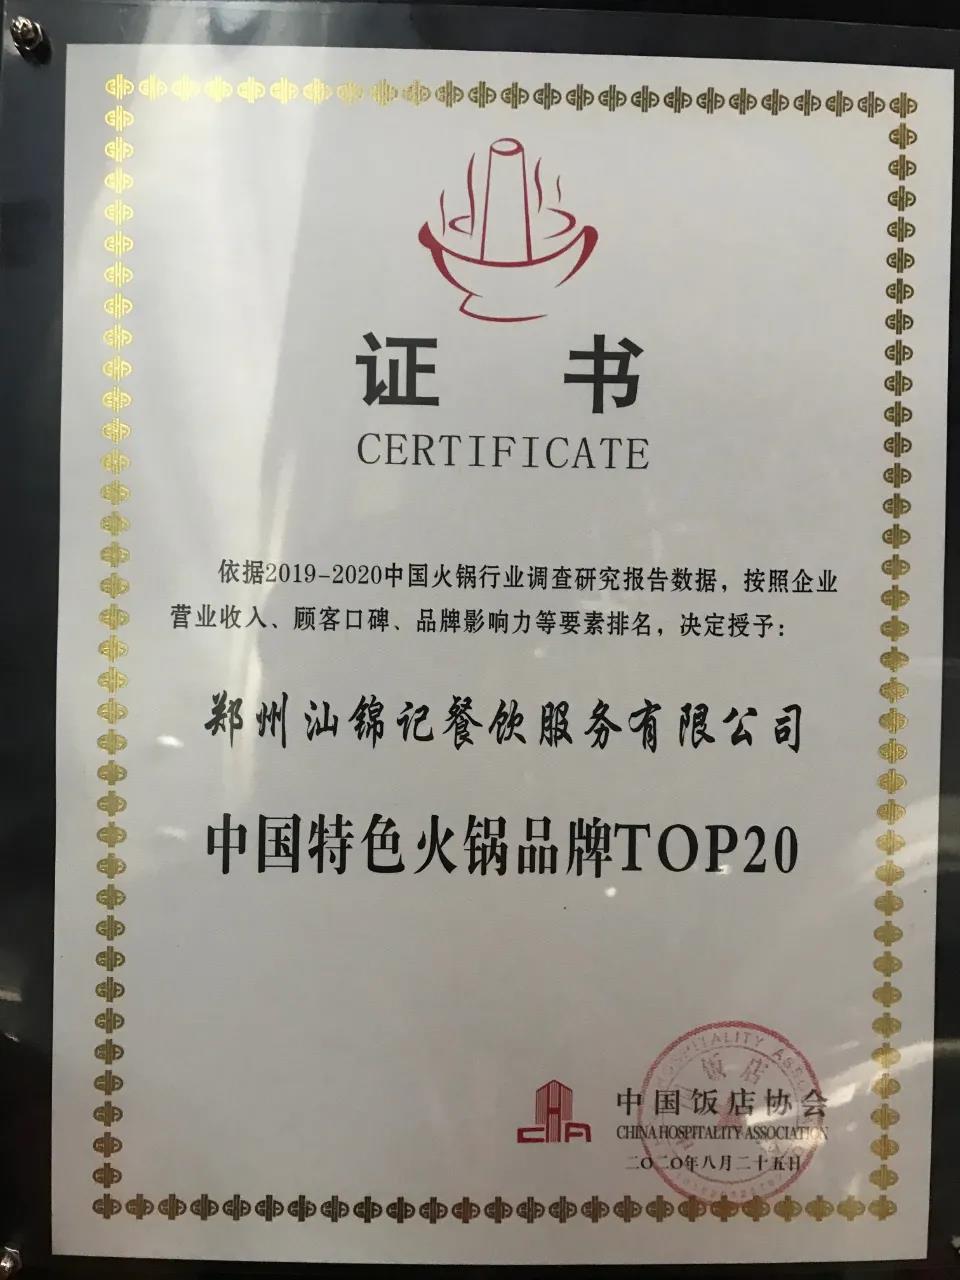 证 书
CERTIFICATE
依据2019-2020中国火锅行业调查研究报告数据，按照企业
营业收入、顾客口碑、品牌影响力等要素排名，决定授予：
郑州汕锦记餐饮服务有限公司
中国特色火锅品牌TOP20
CHA
中国饭店协会
CHINA HOSPITALITY ASSOCIATION
二〇二〇年八月二十五日